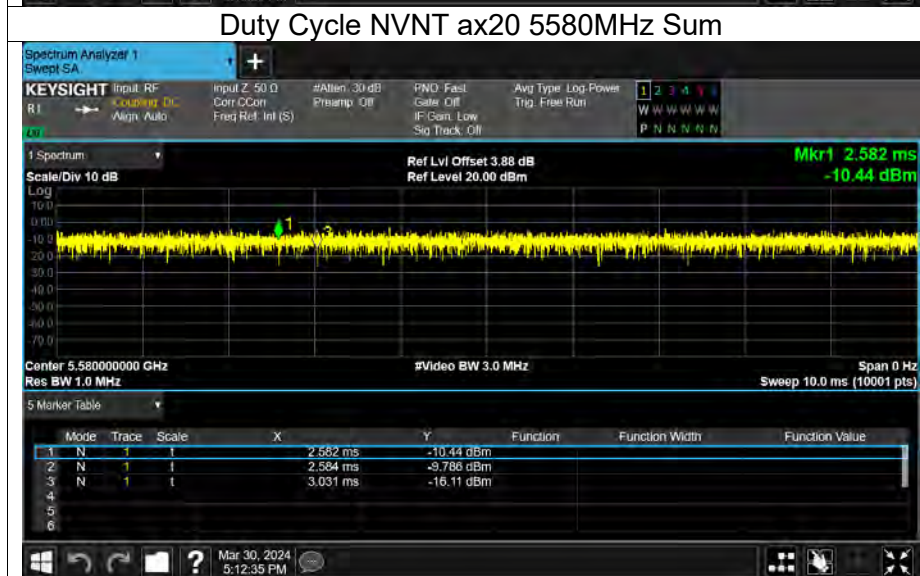 Duty Cycle NVNT ax20 5580MHz Sum
Spectrum Analyzer 1
Swept SA
+
KEYSIGHT Input: RF Input Z: 50 Ω #Atten: 30 dB PNO: Fast Avg Type: Log-Power 1 2 3 4 5 6
R1 Coupling: DC Corr CCorr Preamp: Off Gate: Off Trig: Free Run W W W W W W
Align: Auto Freq Ref: Int (S) IF Gain: Low
Sig Track: Off P N N N N N
LXI
1 Spectrum
Ref Lvl Offset 3.88 dB Mkr1 2.582 ms
Scale/Div 10 dB Ref Level 20.00 dBm -10.44 dBm
Log
10.0
0.00
1
3
-10.0
-20.0
-30.0
-40.0
-50.0
-60.0
-70.0
Center 5.580000000 GHz #Video BW 3.0 MHz Span 0 Hz
Res BW 1.0 MHz Sweep 10.0 ms (10001 pts)
5 Marker Table
Mode Trace Scale X Y Function Function Width Function Value
1 N 1 t 2.582 ms -10.44 dBm
2 N 1 t 2.584 ms -9.786 dBm
3 N 1 t 3.031 ms -16.11 dBm
4
5
6
? Mar 30, 2024
5:12:35 PM